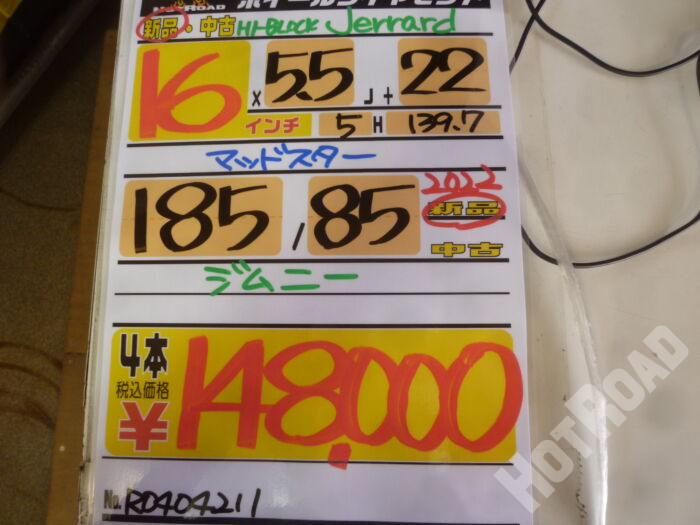 HOTROAD ホイールタイヤセット
新品・中古 HI-BLOCK Jerrard
16 × 5.5 J + 22
インチ 5 H 139.7
マッドスター
185 / 85 2022 新品
中古
ジムニー
4本
税込価格
¥148,000
No. R0404211
HOTROAD